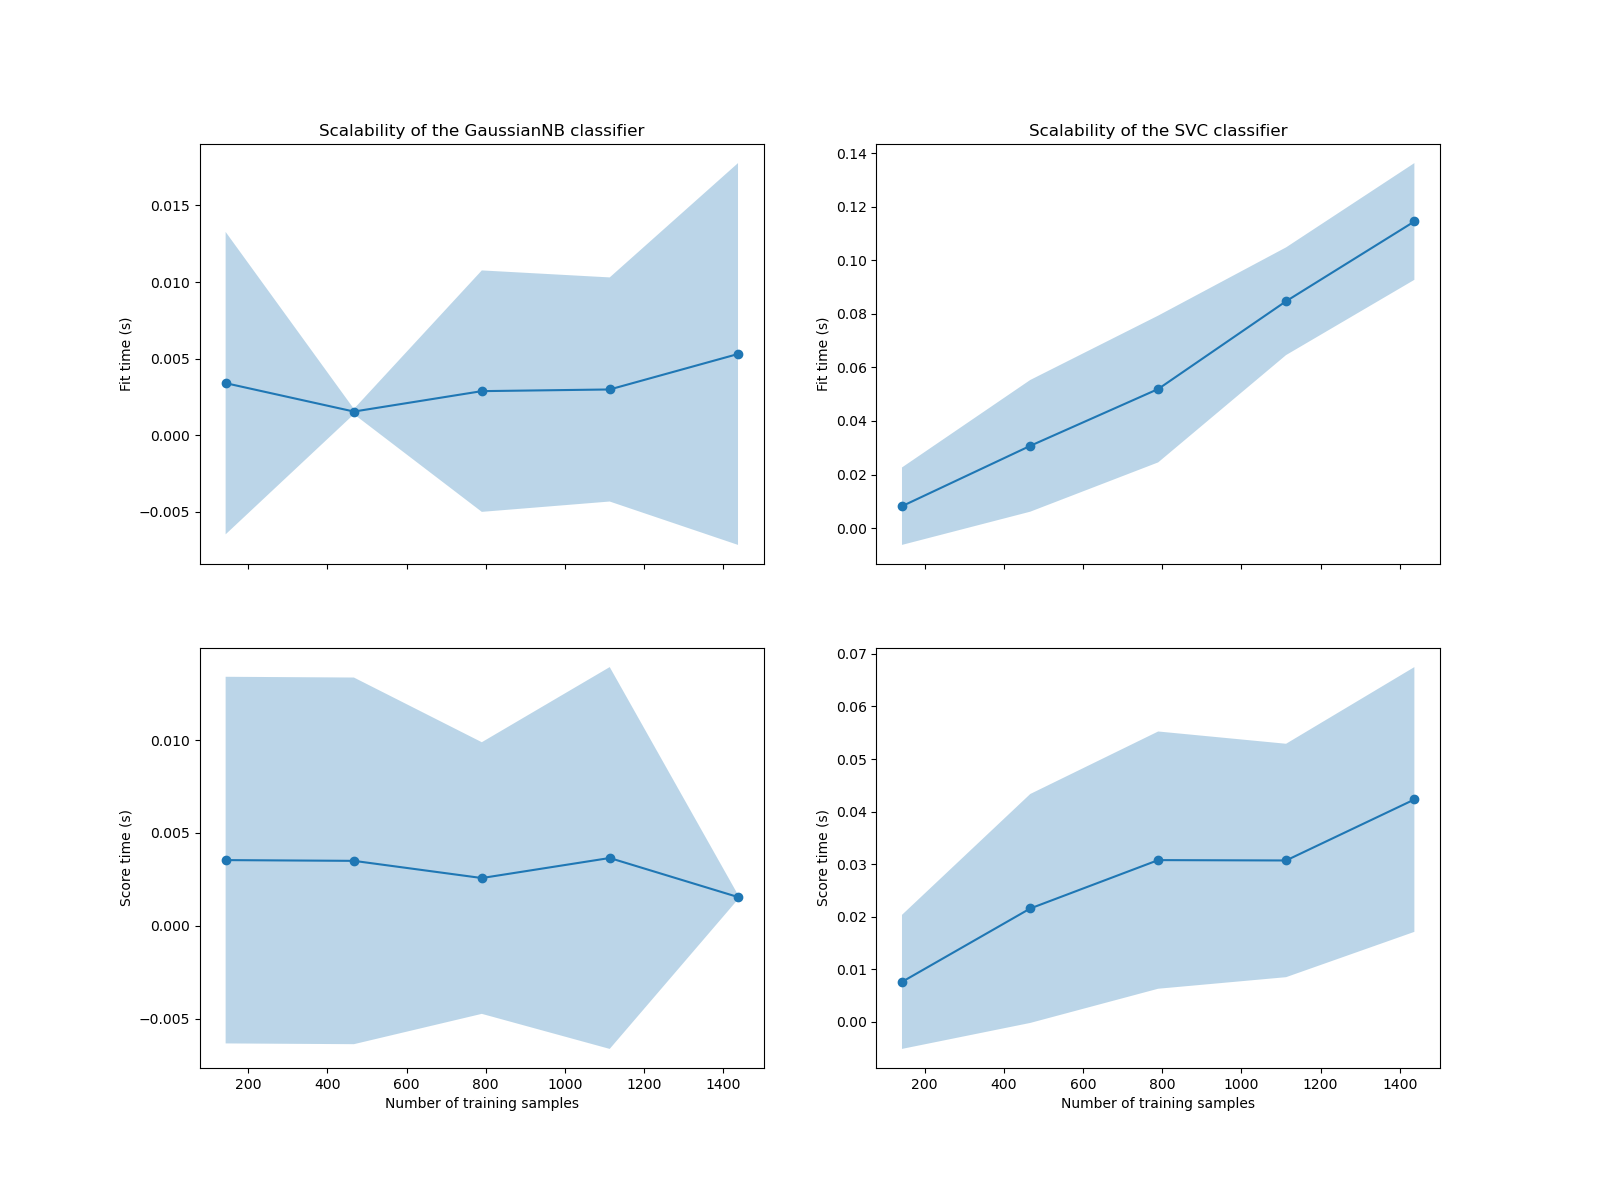 Scalability of the GaussianNB classifier
Fit time (s)
0.015
0.010
0.005
0.000
−0.005
Scalability of the SVC classifier
Fit time (s)
0.14
0.12
0.10
0.08
0.06
0.04
0.02
0.00
Score time (s)
0.010
0.005
0.000
−0.005
200 400 600 800 1000 1200 1400
Number of training samples
Score time (s)
0.07
0.06
0.05
0.04
0.03
0.02
0.01
0.00
200 400 600 800 1000 1200 1400
Number of training samples